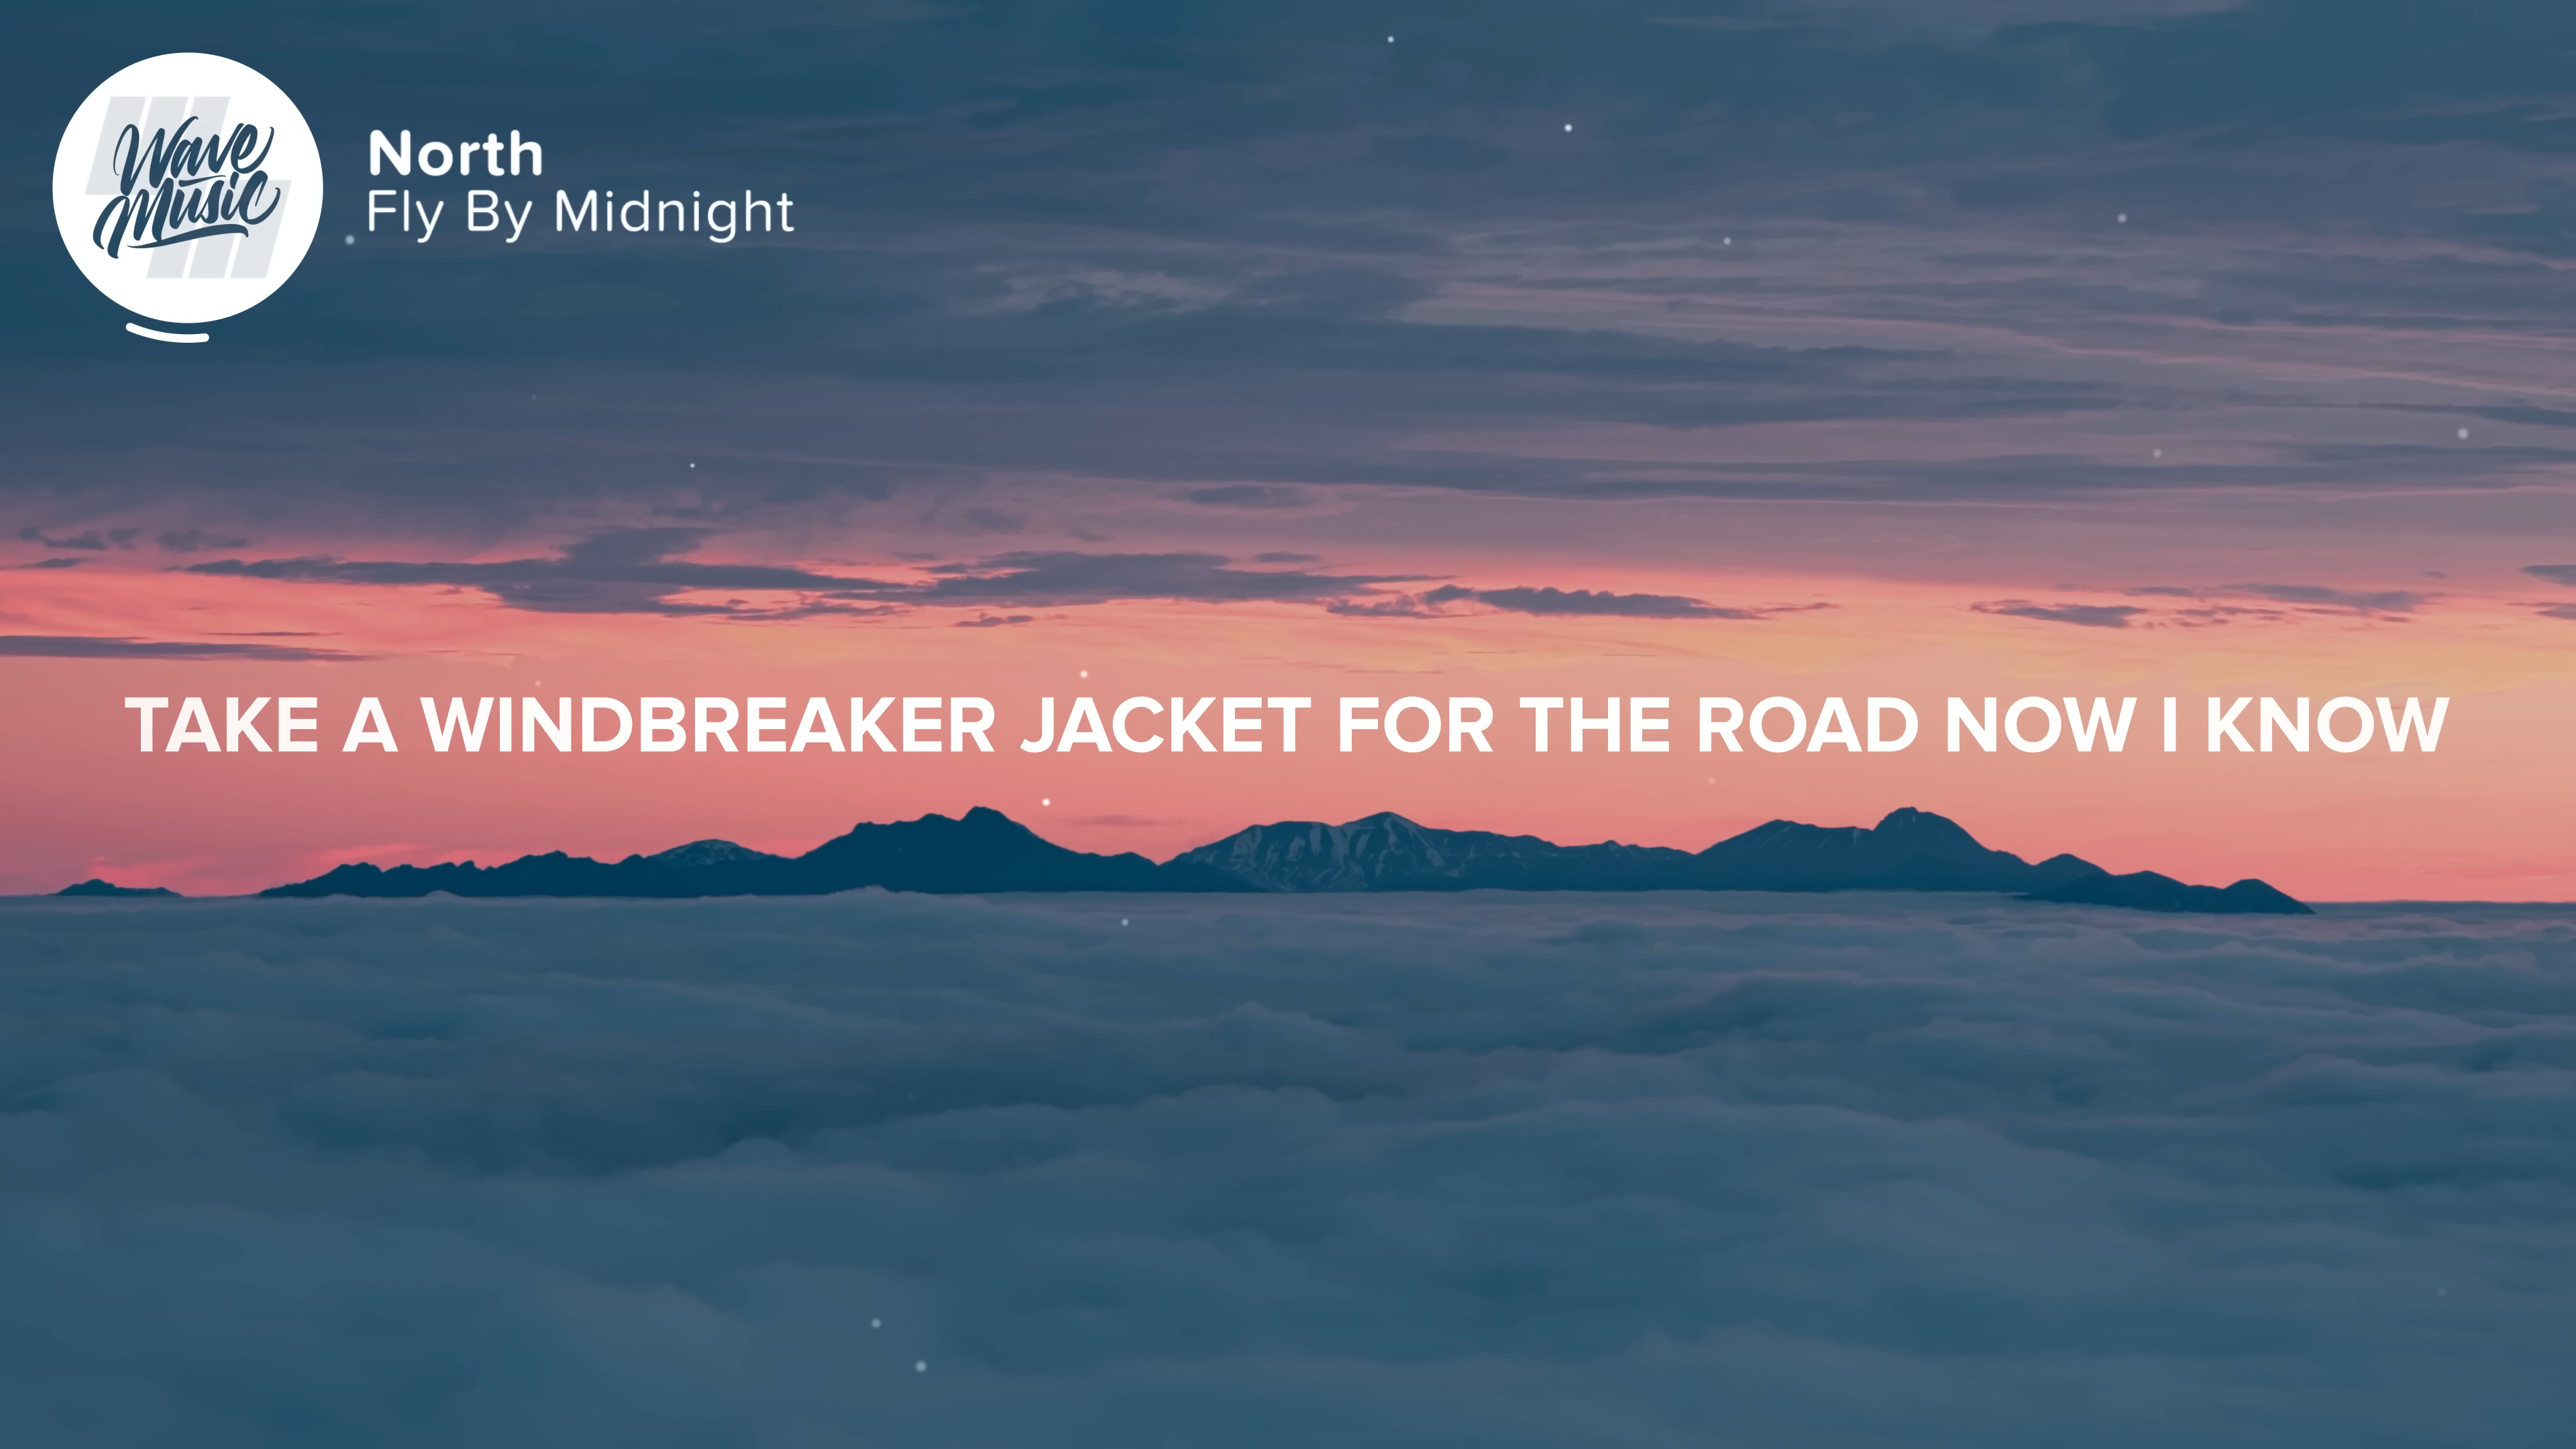 Wave
Music
North
Fly By Midnight
TAKE A WINDBREAKER JACKET FOR THE ROAD NOW I KNOW